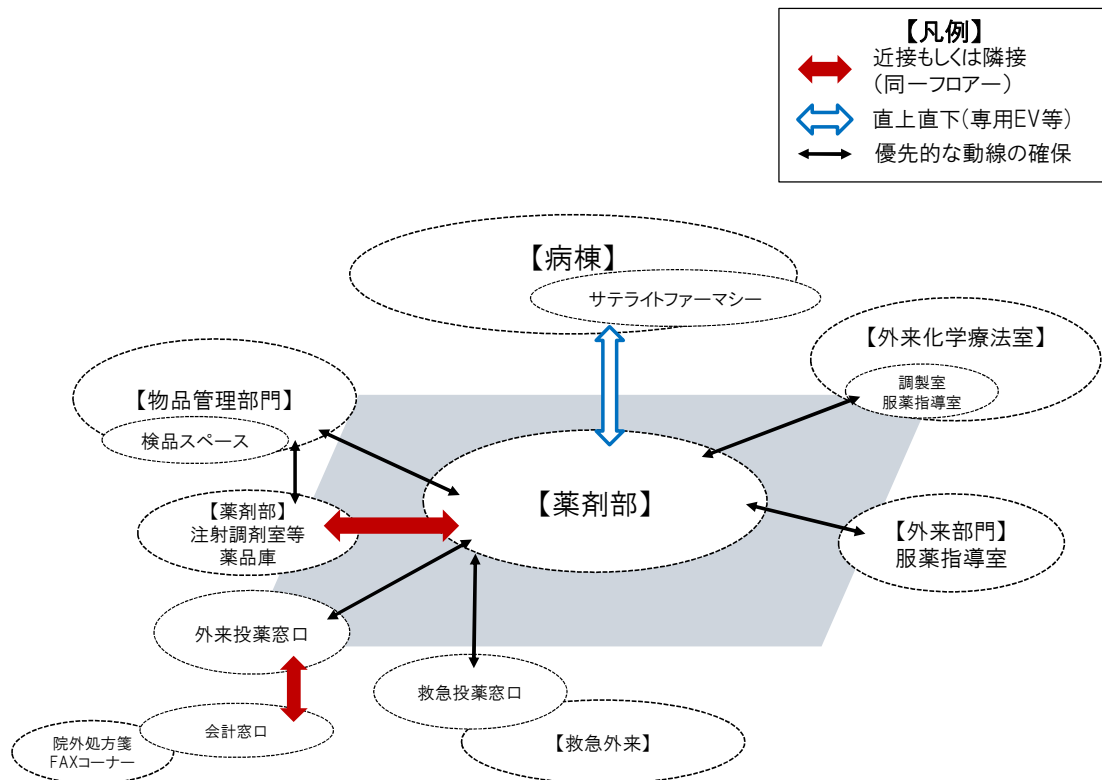 【凡例】
近接もしくは隣接
(同一フロアー)
直上直下(専用EV等)
優先的な動線の確保
【病棟】
サテライトファーマシー
【外来化学療法室】
調製室
服薬指導室
【物品管理部門】
検品スペース
【薬剤部】
【薬剤部】
注射調剤室等
薬品庫
【外来部門】
服薬指導室
外来投薬窓口
救急投薬窓口
会計窓口
院外処方箋
FAXコーナー
【救急外来】